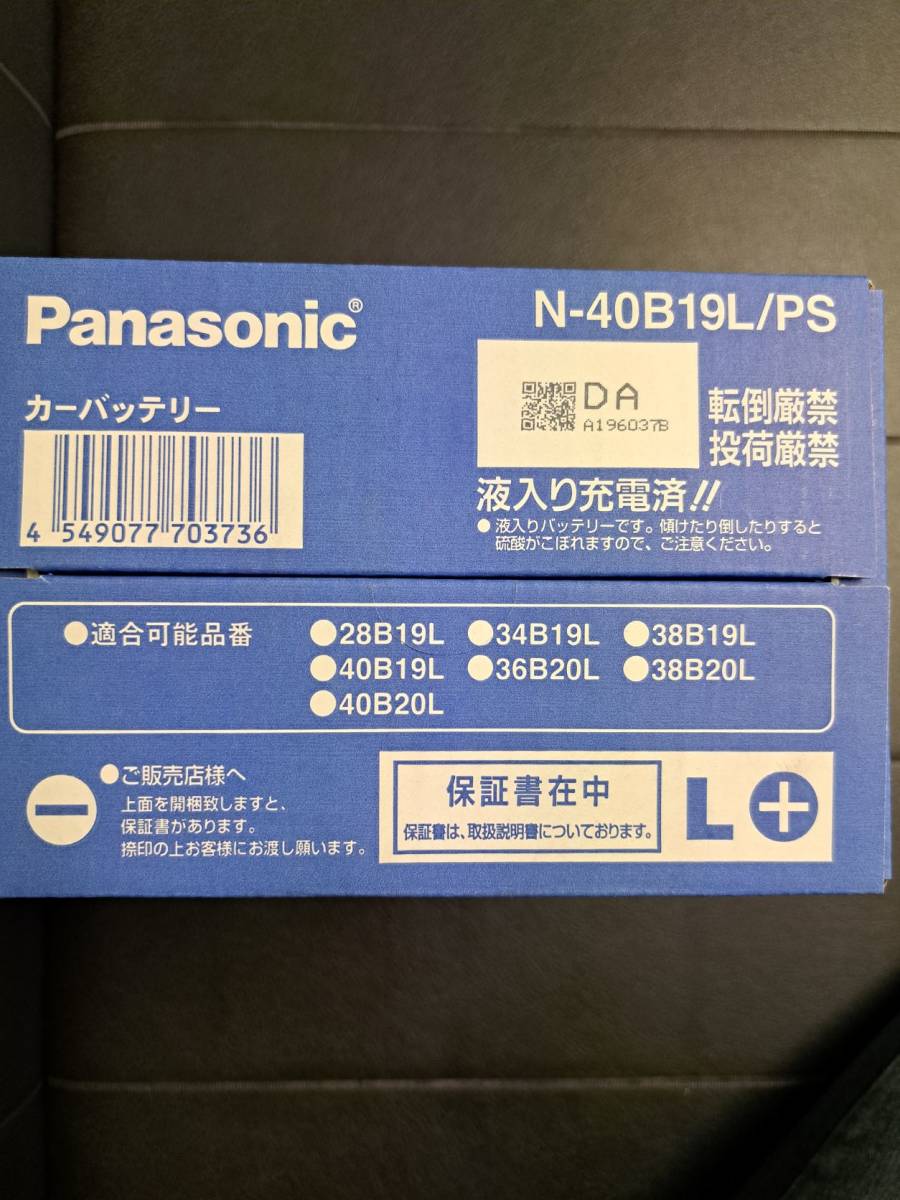 Panasonic®
N-40B19L/PS
カーバッテリー
DA
A196037B
転倒厳禁
投荷厳禁
4 549077 703736
液入り充電済!!
●液入りバッテリーです。傾けたり倒したりすると
硫酸がこぼれますので、ご注意ください。
●適合可能品番 ●28B19L ●34B19L ●38B19L
●40B19L ●36B20L ●38B20L
●40B20L
●ご販売店様へ
上面を開梱致しますと、
保証書があります。
捺印の上お客様にお渡し願います。
保証書在中
保証書は、取扱説明書についております。
L +
−